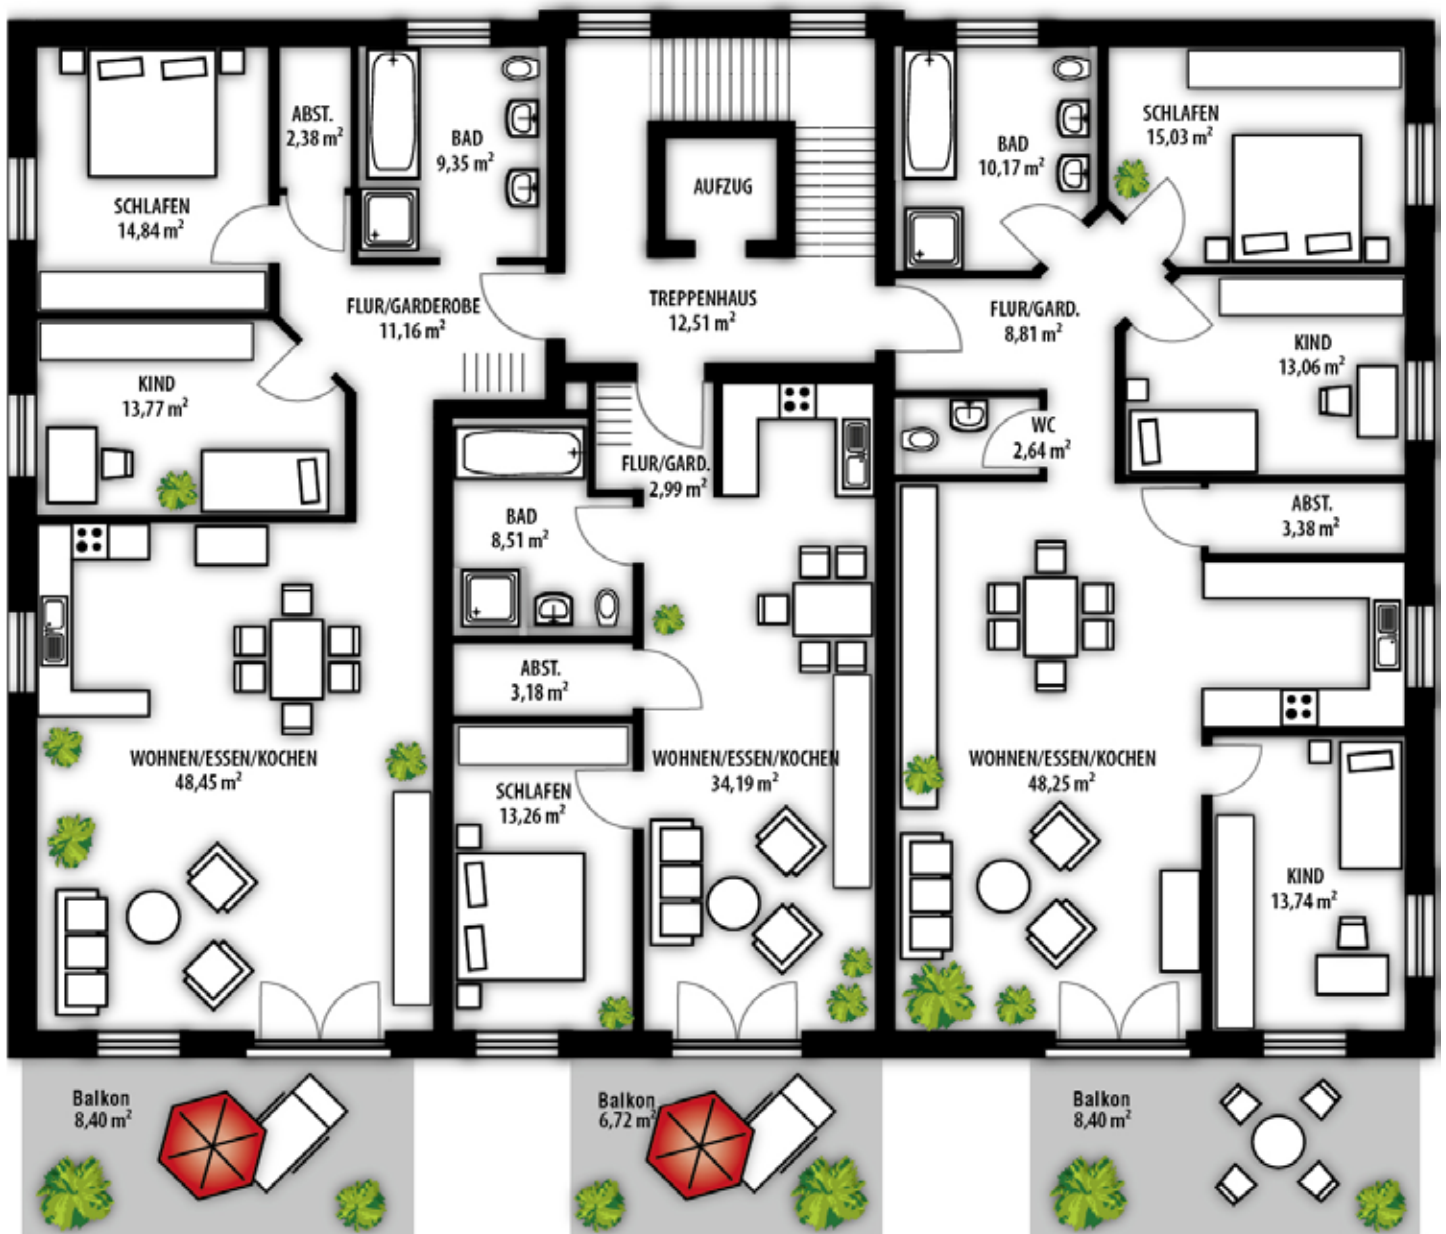 ABST.
2,38 m²
BAD
9,35 m²
SCHLAFEN
14,84 m²
AUFZUG
BAD
10,17 m²
SCHLAFEN
15,03 m²
FLUR/GARDEROBE
11,16 m²
TREPPENHAUS
12,51 m²
FLUR/GARD.
8,81 m²
KIND
13,06 m²
KIND
13,77 m²
WC
2,64 m²
FLUR/GARD.
2,99 m²
BAD
8,51 m²
ABST.
3,38 m²
ABST.
3,18 m²
WOHNEN/ESSEN/KOCHEN
48,45 m²
SCHLAFEN
13,26 m²
WOHNEN/ESSEN/KOCHEN
34,19 m²
WOHNEN/ESSEN/KOCHEN
48,25 m²
KIND
13,74 m²
Balkon
8,40 m²
Balkon
6,72 m²
Balkon
8,40 m²